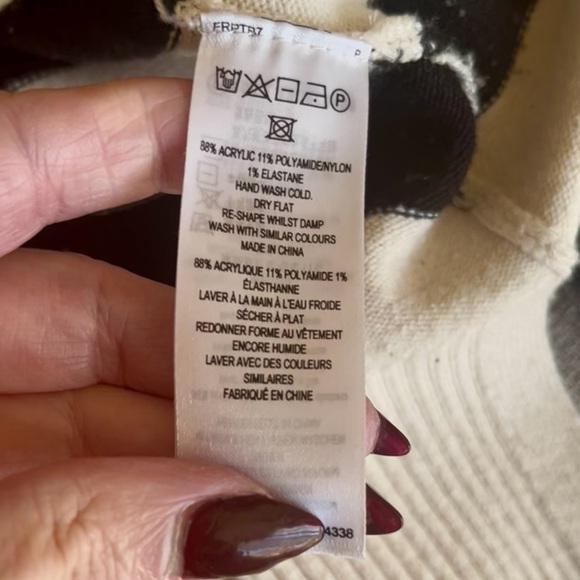 FRPTB7
P
P
88% ACRYLIC 11% POLYAMIDE/NYLON
1% ELASTANE
HAND WASH COLD.
DRY FLAT
RE-SHAPE WHILST DAMP
WASH WITH SIMILAR COLOURS
MADE IN CHINA
88% ACRYLIQUE 11% POLYAMIDE 1%
ÉLASTHANNE
LAVER À LA MAIN À L'EAU FROIDE
SÉCHER À PLAT
REDONNER FORME AU VÊTEMENT
ENCORE HUMIDE
LAVER AVEC DES COULEURS
SIMILAIRES
FABRIQUÉ EN CHINE
4338